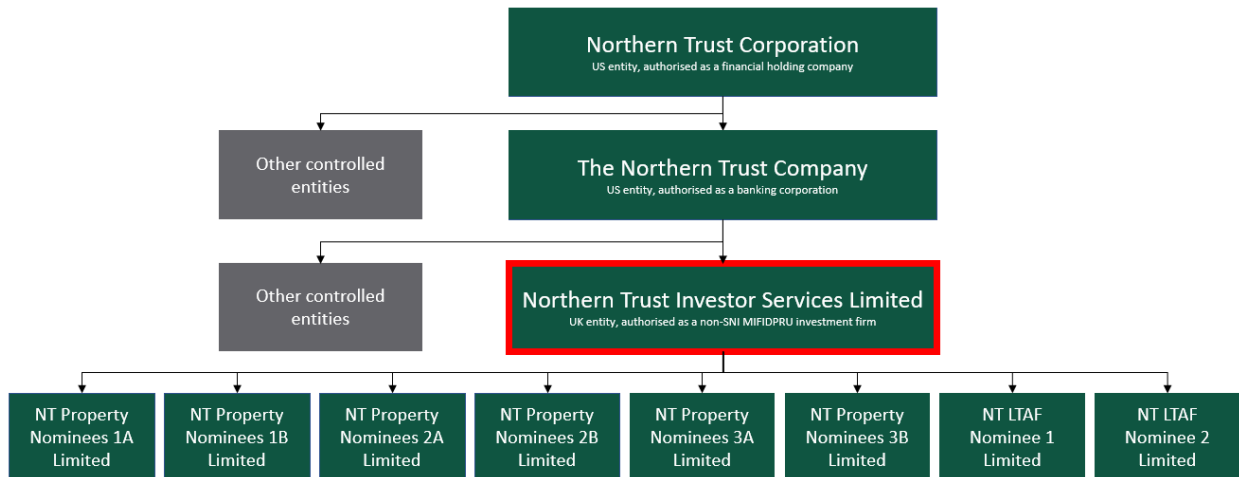 Northern Trust Corporation
US entity, authorised as a financial holding company
Other controlled
entities
The Northern Trust Company
US entity, authorised as a banking corporation
Other controlled
entities
Northern Trust Investor Services Limited
UK entity, authorised as a non-SNI MIFIDPRU investment firm
NT Property
Nominees 1A
Limited
NT Property
Nominees 1B
Limited
NT Property
Nominees 2A
Limited
NT Property
Nominees 2B
Limited
NT Property
Nominees 3A
Limited
NT Property
Nominees 3B
Limited
NT LTAF
Nominee 1
Limited
NT LTAF
Nominee 2
Limited